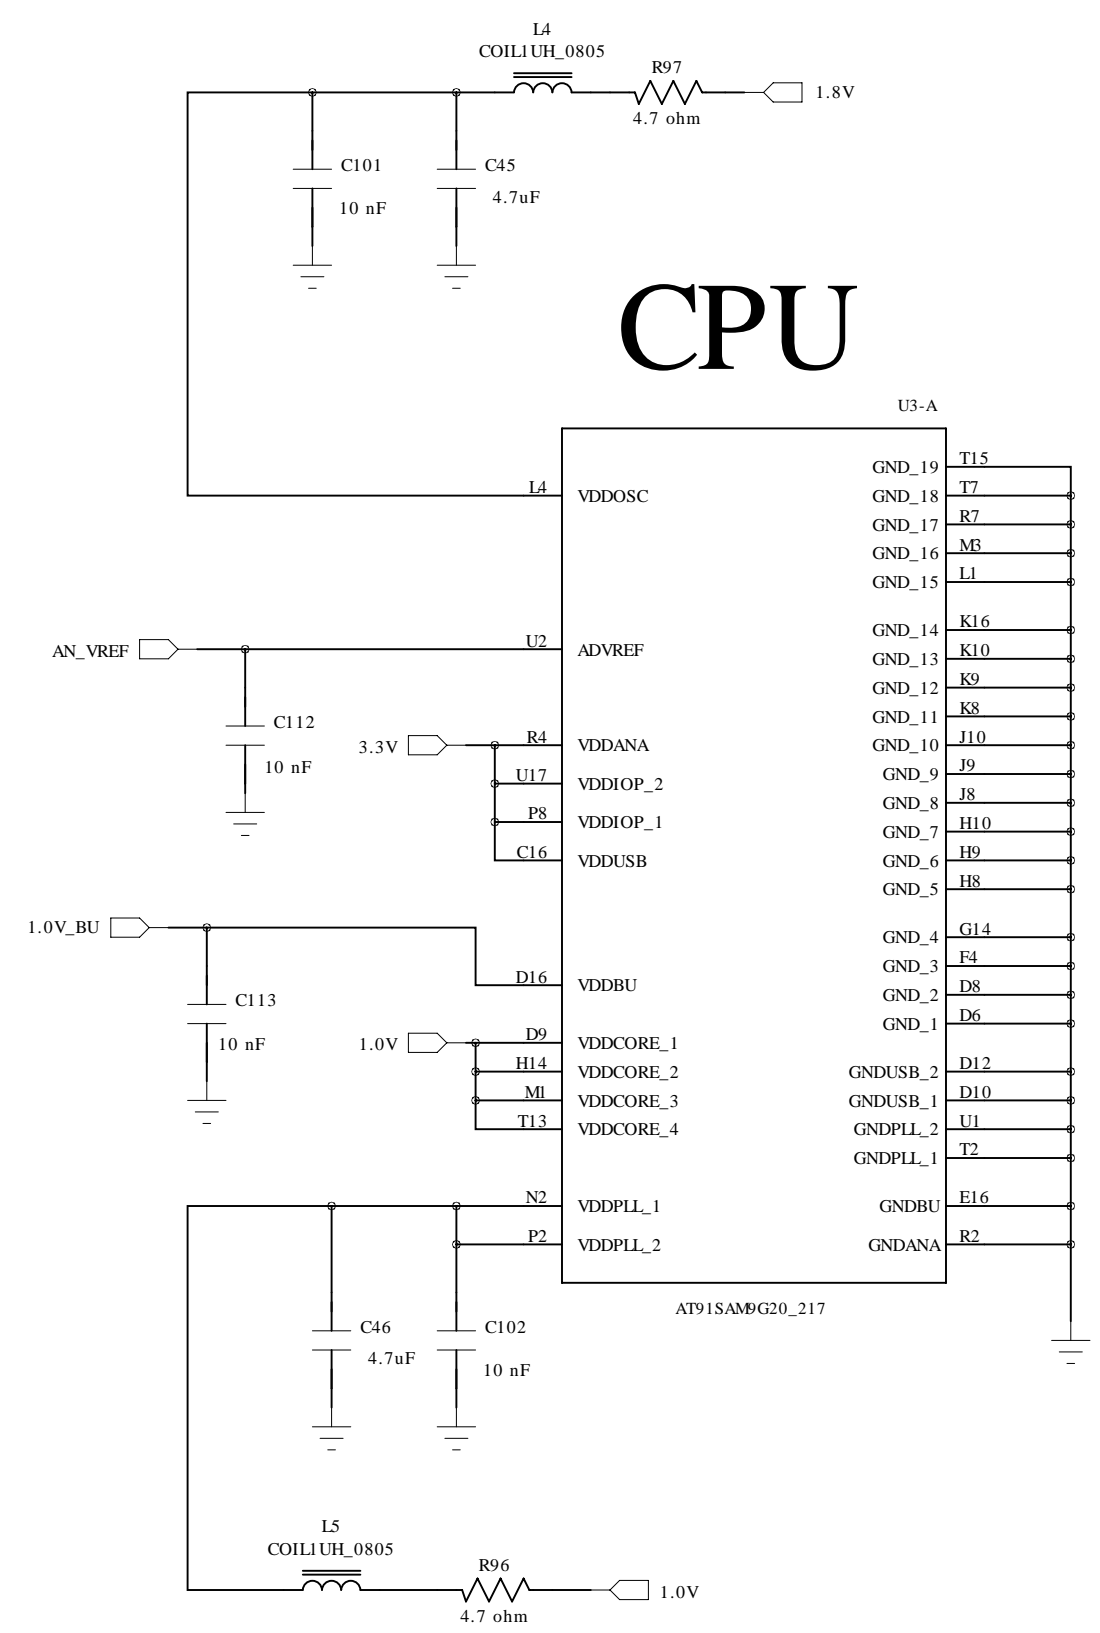 L4
COIL1UH_0805
R97
4.7 ohm
1.8V
C101
10 nF
C45
4.7uF
CPU
U3-A
L4 VDDOSC
U2 ADVREF
AN_VREF
C112
10 nF
3.3V
R4 VDDANA
U17 VDDIOP_2
P8 VDDIOP_1
C16 VDDUSB
1.0V_BU
C113
10 nF
D16 VDDBU
1.0V
D9 VDDCORE_1
H14 VDDCORE_2
M1 VDDCORE_3
T13 VDDCORE_4
N2 VDDPLL_1
P2 VDDPLL_2
GND_19 T15
GND_18 T7
GND_17 R7
GND_16 M3
GND_15 L1
GND_14 K16
GND_13 K10
GND_12 K9
GND_11 K8
GND_10 J10
GND_9 J9
GND_8 J8
GND_7 H10
GND_6 H9
GND_5 H8
GND_4 G14
GND_3 F4
GND_2 D8
GND_1 D6
GNDUSB_2 D12
GNDUSB_1 D10
GNDPLL_2 U1
GNDPLL_1 T2
GNDBU E16
GNDANA R2
AT91SAM9G20_217
C46
4.7uF
C102
10 nF
L5
COIL1UH_0805
R96
4.7 ohm
1.0V